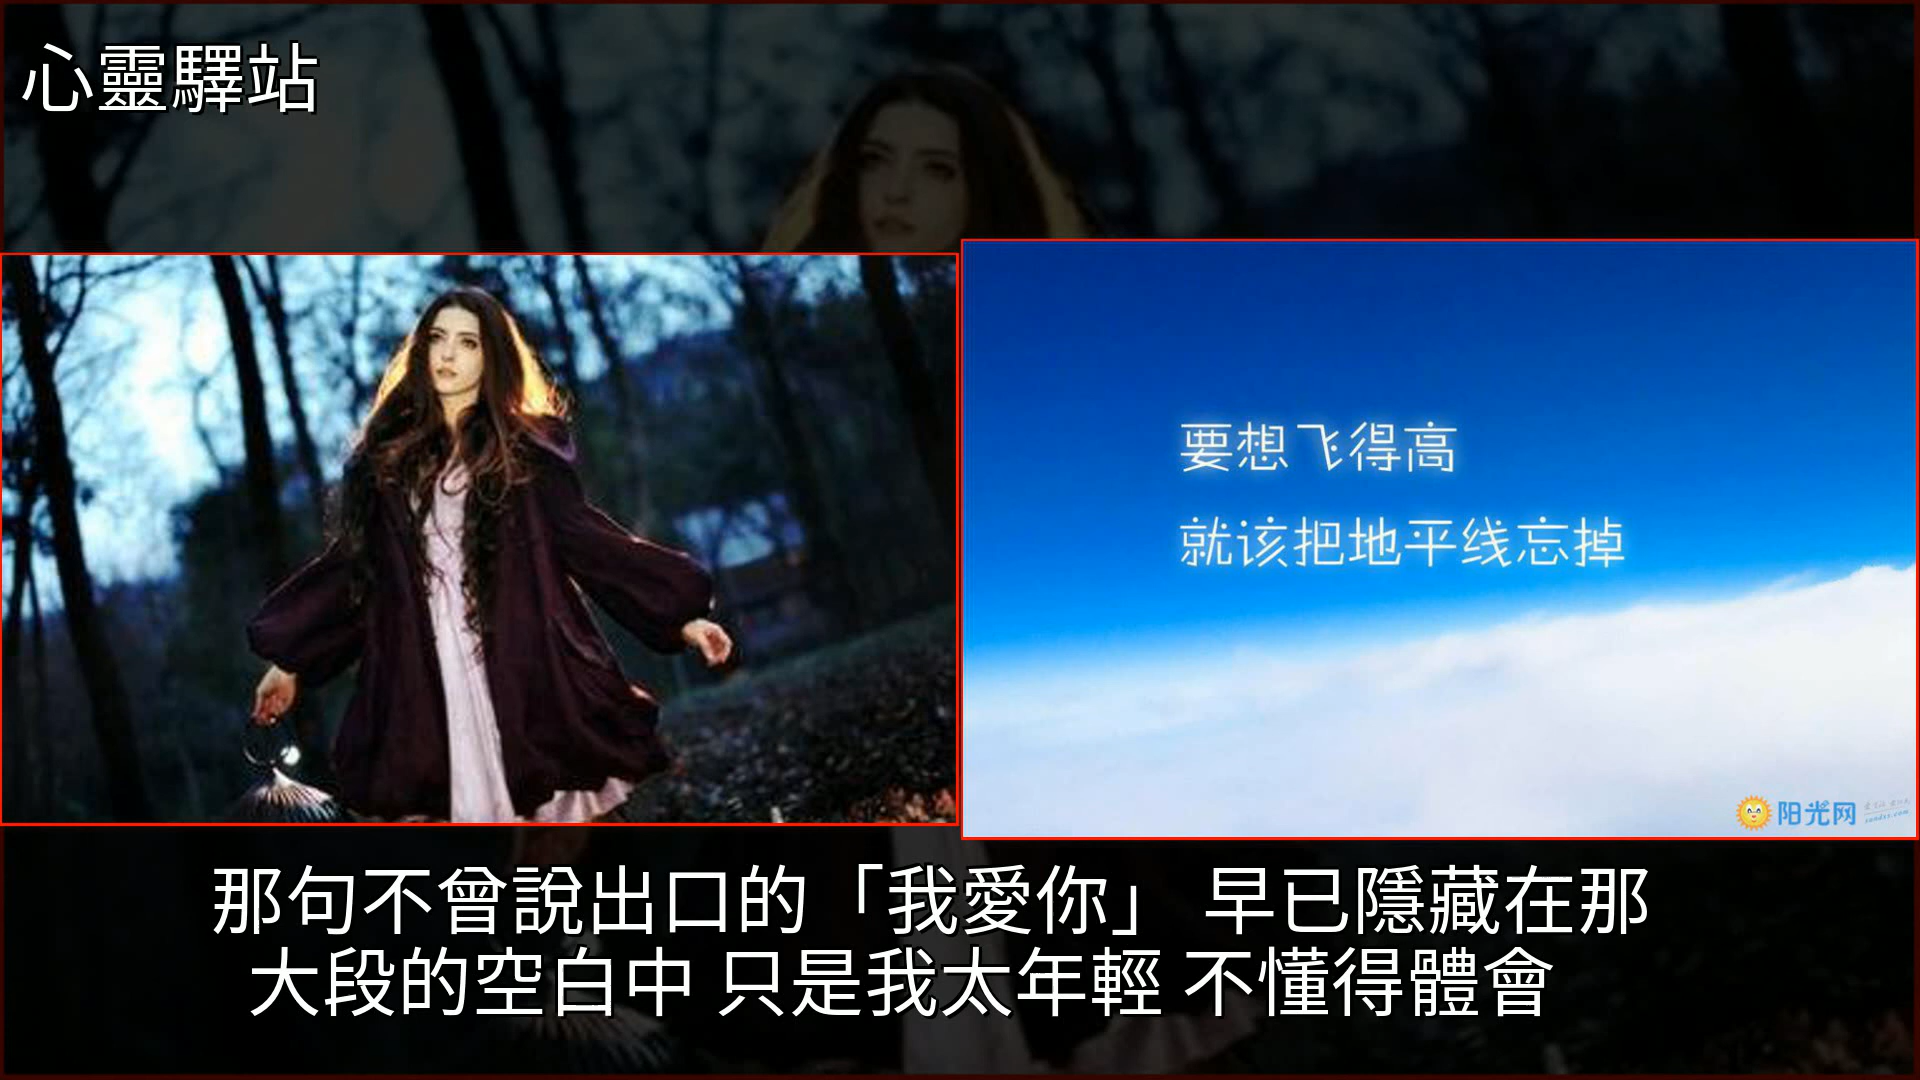 心靈驛站
要想飞得高
就该把地平线忘掉
阳光网
那句不曾說出口的「我愛你」 早已隱藏在那
大段的空白中 只是我太年輕 不懂得體會